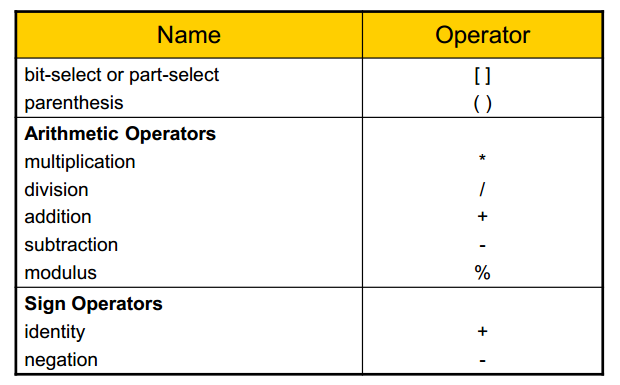 Name Operator
bit-select or part-select [ ]
parenthesis ( )
Arithmetic Operators
multiplication *
division /
addition +
subtraction -
modulus %
Sign Operators
identity +
negation -